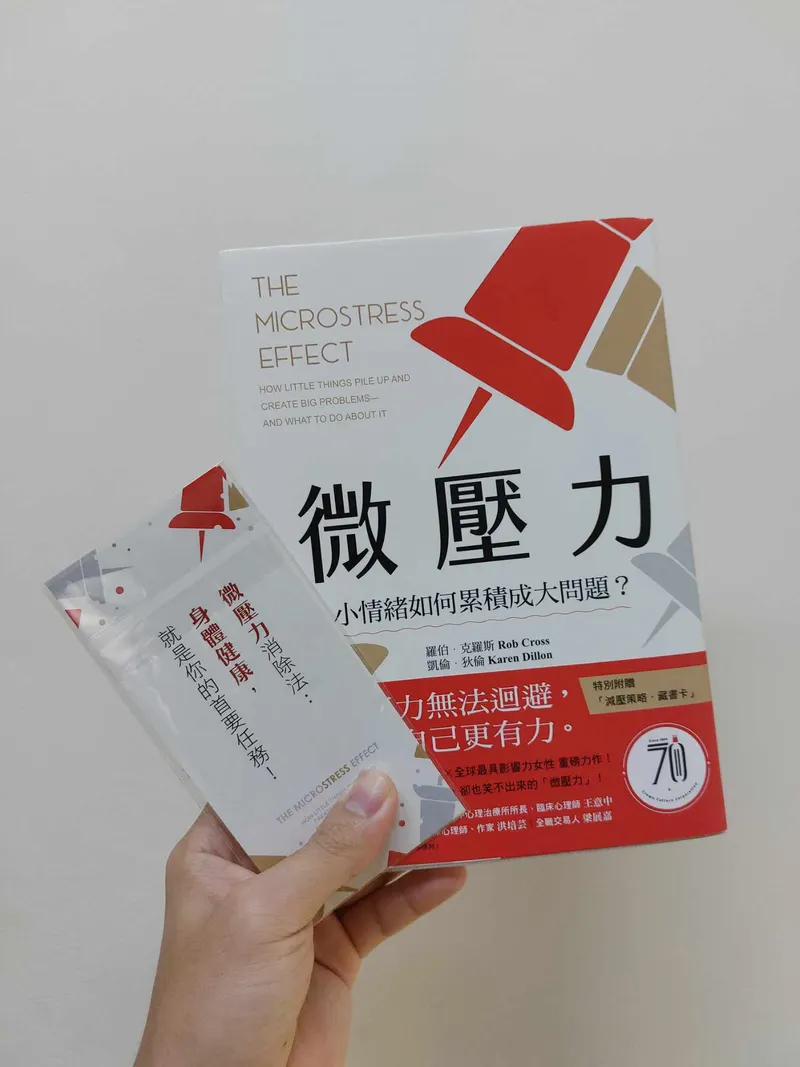 THE
MICROSTRESS
EFFECT
HOW LITTLE THINGS PILE UP AND
CREATE BIG PROBLEMS—
AND WHAT TO DO ABOUT IT
微壓力
小情緒如何累積成大問題？
羅伯．克羅斯 Rob Cross
凱倫．狄倫 Karen Dillon
力無法迴避，
自己更有力。
特別附贈
「減壓策略．藏書卡」
×全球最具影響力女性 重磅力作！
卻也笑不出來的「微壓力」！
心理治療所所長、臨床心理師 王意中
心理師、作家 洪培芸 全職交易人 梁展嘉
70
Crown Culture Corporation
微壓力消除法：
身體健康，
就是你的首要任務！
THE MICROSTRESS EFFECT